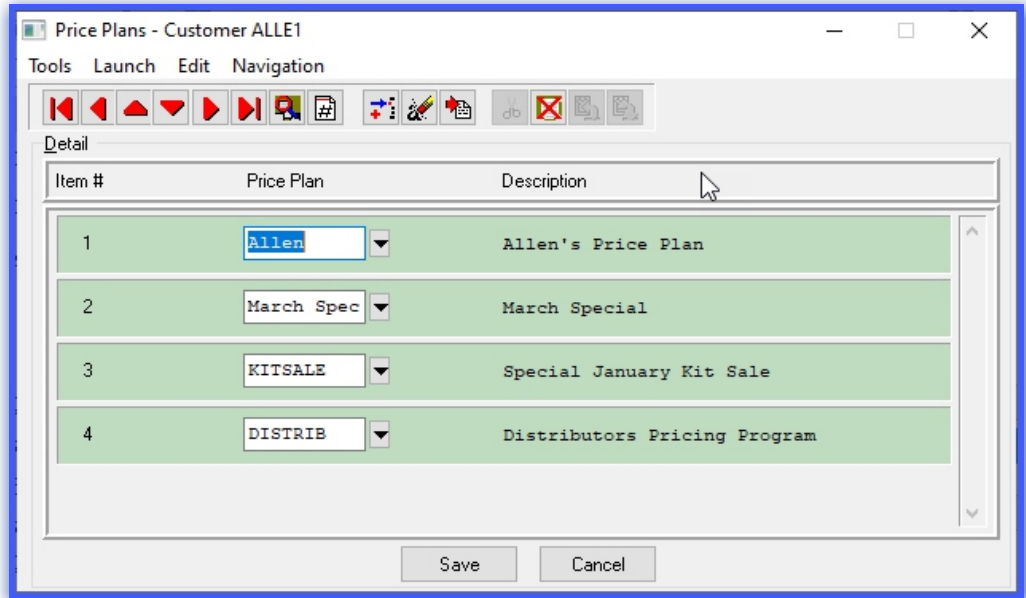 Price Plans - Customer ALLE1
Tools Launch Edit Navigation
#
Detail
Item # Price Plan Description
1 Allen Allen's Price Plan
2 March Spec March Special
3 KITSALE Special January Kit Sale
4 DISTRIB Distributors Pricing Program
Save Cancel